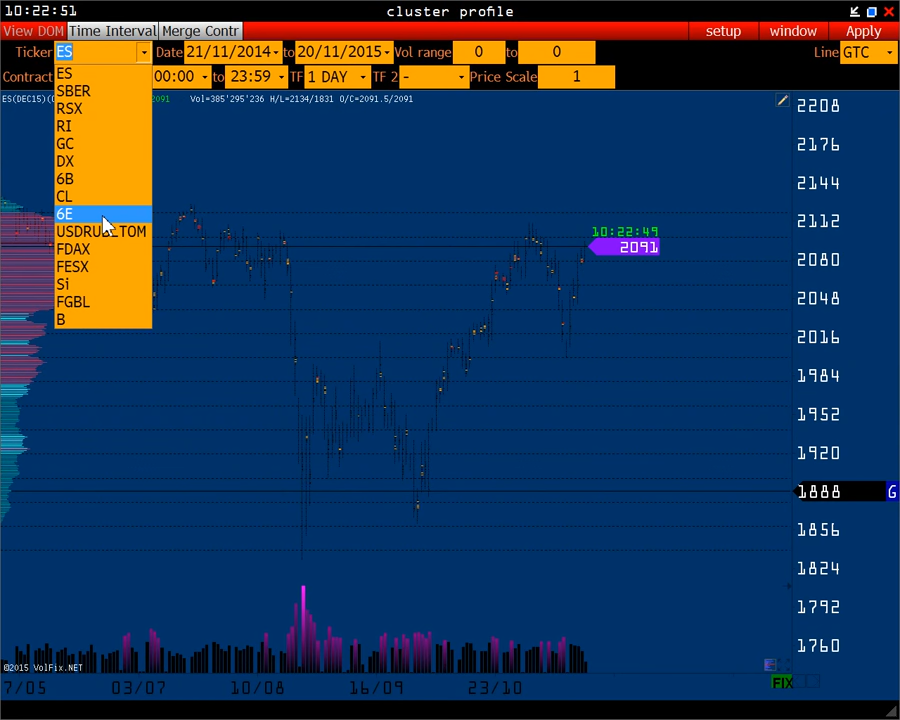 10:22:51 cluster profile
View DOM Time Interval Merge Contr setup window Apply
Ticker ES Date 21/11/2014 to 20/11/2015 Vol range 0 to 0 Line GTC
Contract 00:00 to 23:59 TF 1 DAY TF 2 - Price Scale 1
ES
SBER
RSX
RI
GC
DX
6B
CL
6E
USDRUB_TOM
FDAX
FESX
Si
FGBL
B
ES(DEC15)( 2091 Vol=385'295'236 H/L=2134/1831 O/C=2091.5/2091
2208
2176
2144
2112
10:22:49
2091
2080
2048
2016
1984
1952
1920
1888 G
1856
1824
1792
1760
©2015 VolFix.NET
7/05 03/07 10/08 16/09 23/10
FIX